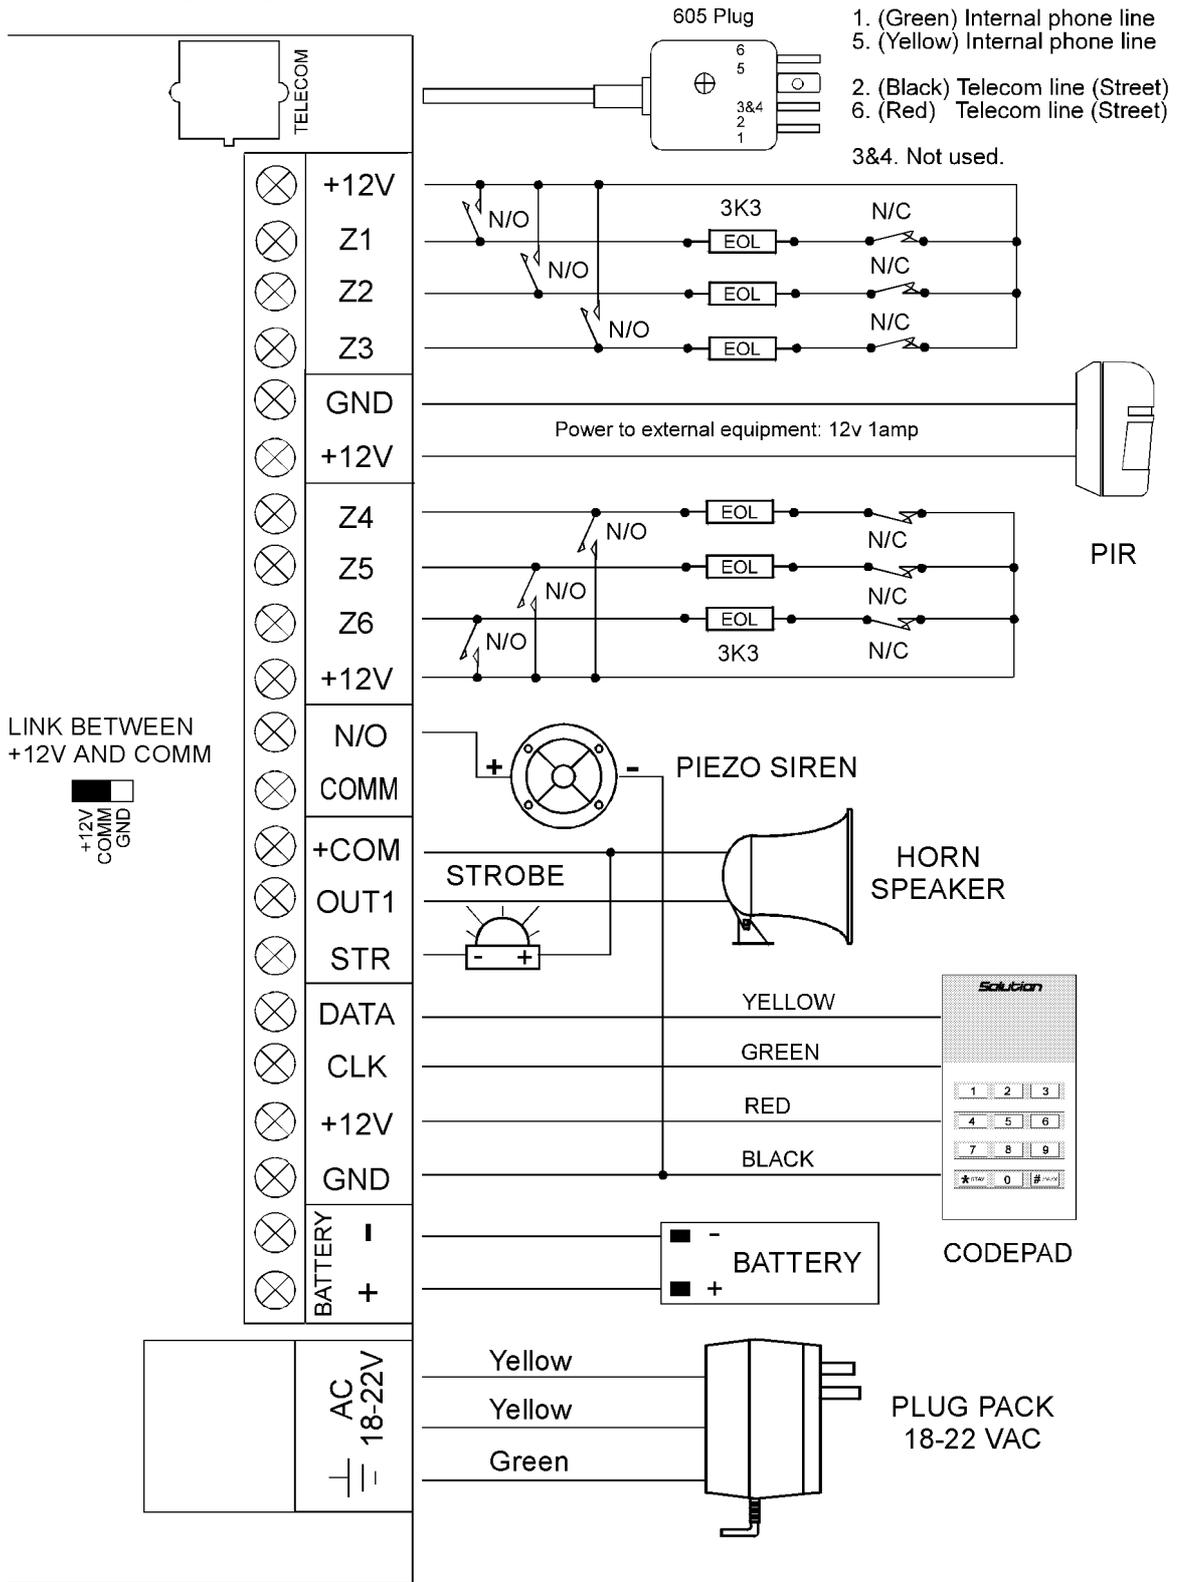 605 Plug
1. (Green) Internal phone line
5. (Yellow) Internal phone line
2. (Black) Telecom line (Street)
6. (Red) Telecom line (Street)
3&4. Not used.
6
5
3&4
2
1
TELECOM
+12V
Z1
Z2
Z3
N/O
N/O
N/O
3K3
EOL
EOL
EOL
N/C
N/C
N/C
GND
+12V
Power to external equipment: 12v 1amp
PIR
Z4
Z5
Z6
+12V
N/O
N/O
N/O
EOL
EOL
EOL
3K3
N/C
N/C
N/C
LINK BETWEEN
+12V AND COMM
+12V
COMM
GND
N/O
COMM
+ -
PIEZO SIREN
+COM
OUT1
STR
STROBE
- +
HORN
SPEAKER
DATA
CLK
+12V
GND
YELLOW
GREEN
RED
BLACK
Solution
1 2 3
4 5 6
7 8 9
* STAY 0 #
CODEPAD
BATTERY
-
+
- BATTERY
+
AC
18-22V
Yellow
Yellow
Green
PLUG PACK
18-22 VAC